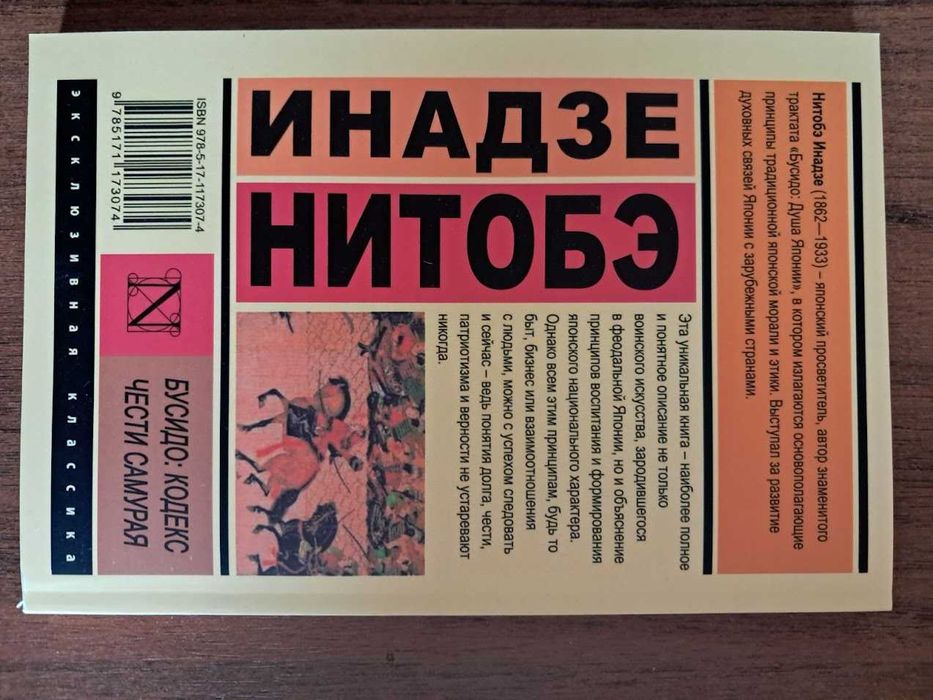 Нитобэ Инадзе (1862—1933) – японский просветитель, автор знаменитого
трактата «Бусидо: Душа Японии», в котором излагаются основополагающие
принципы традиционной японской морали и этики. Выступал за развитие
духовных связей Японии с зарубежными странами.
ИНАДЗЕ
НИТОБЭ
Эта уникальная книга – наиболее полное
и понятное описание не только
воинского искусства, зародившегося
в феодальной Японии, но и объяснение
принципов воспитания и формирования
японского национального характера.
Однако всем этим принципам, будь то
быт, бизнес или взаимоотношения
с людьми, можно с успехом следовать
и сейчас – ведь понятия долга, чести,
патриотизма и верности не устаревают
никогда.
ISBN 978-5-17-117307-4
9 785171 173074
N
БУСИДО: КОДЕКС
ЧЕСТИ САМУРАЯ
эксклюзивная классика